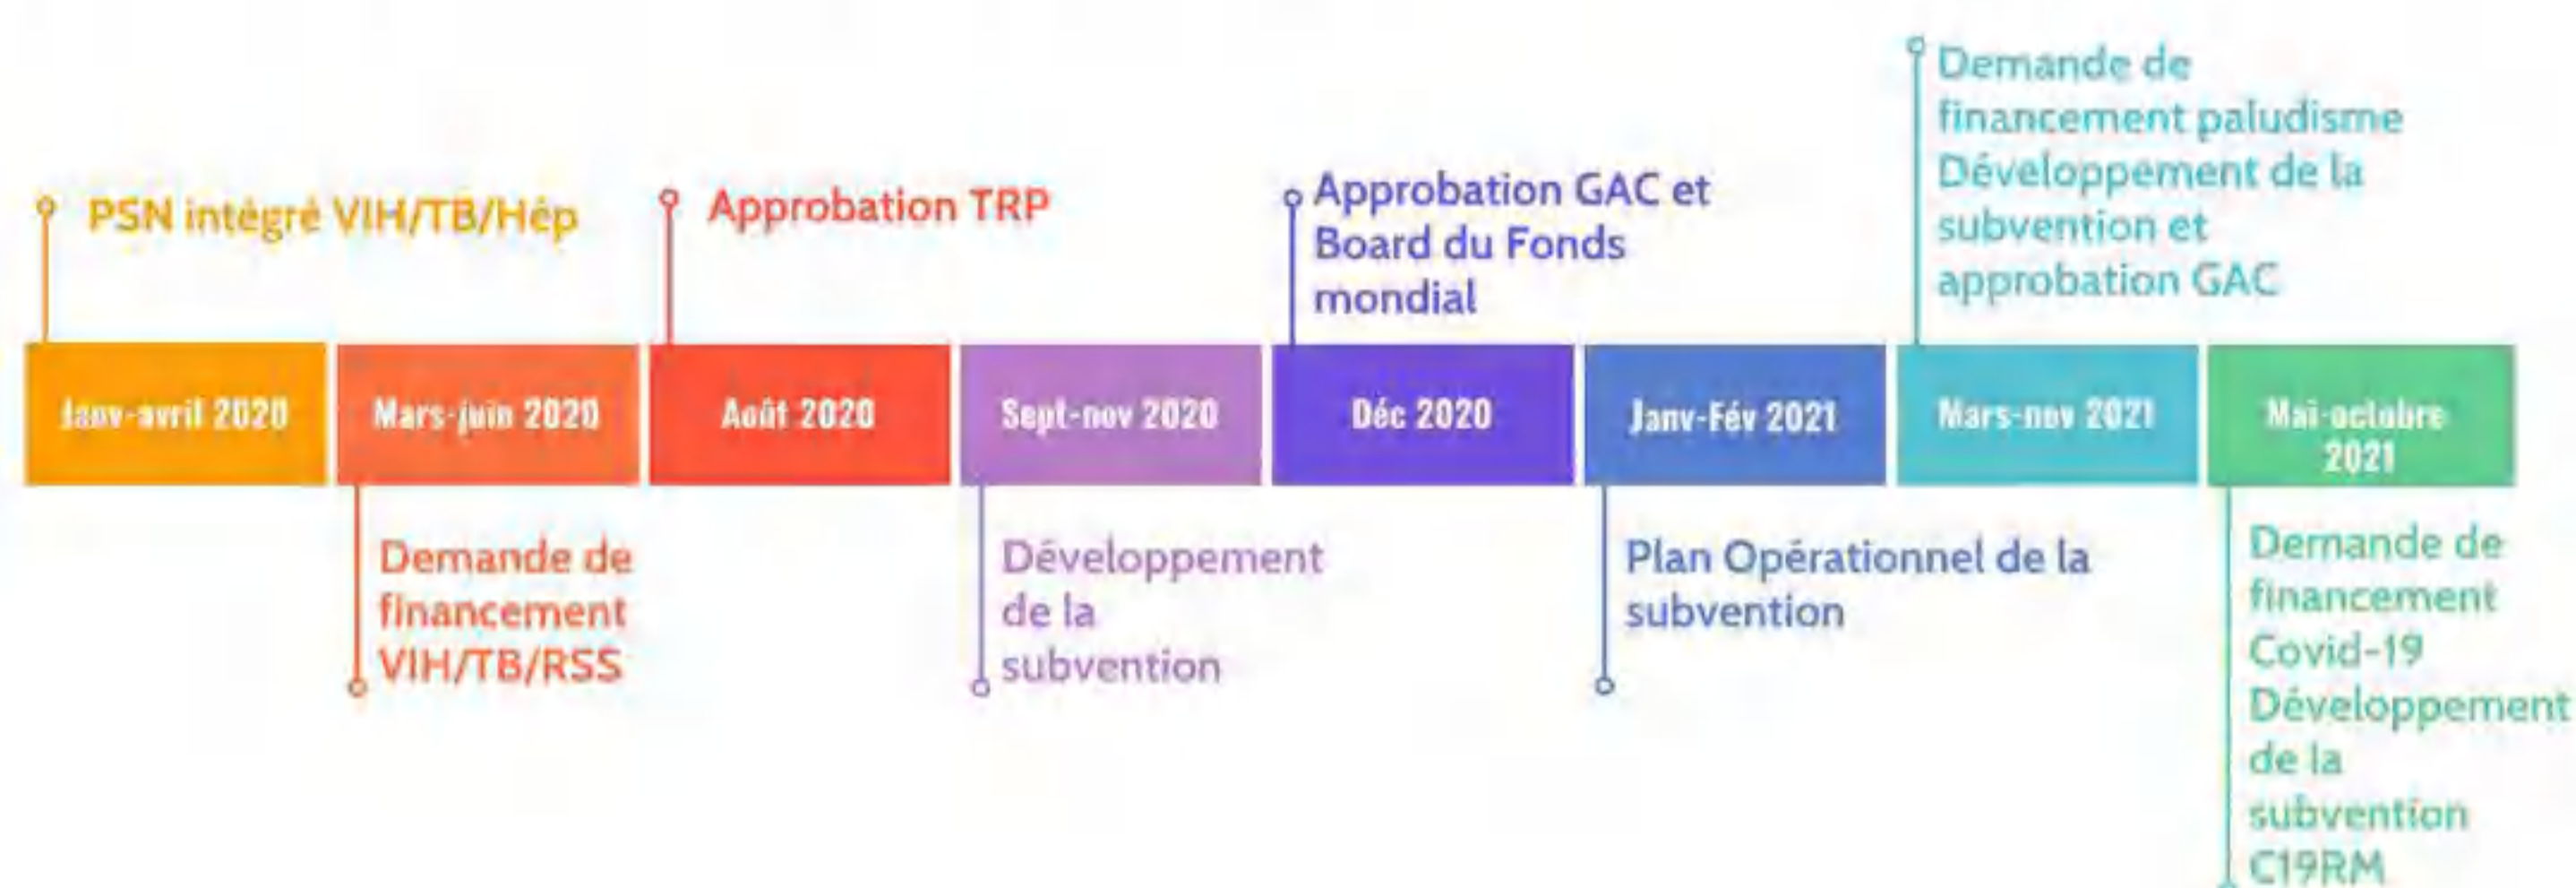 Demande de
financement paludisme
Développement de la
subvention et
approbation GAC
PSN intégré VIH/TB/Hép
Approbation TRP
Approbation GAC et
Board du Fonds
mondial
Janv-avril 2020
Mars-juin 2020
Août 2020
Sept-nov 2020
Déc 2020
Janv-Fév 2021
Mars-nov 2021
Mai-octobre
2021
Demande de
financement
VIH/TB/RSS
Développement
de la
subvention
Plan Opérationnel de la
subvention
Demande de
financement
Covid-19
Développement
de la
subvention
C19RM